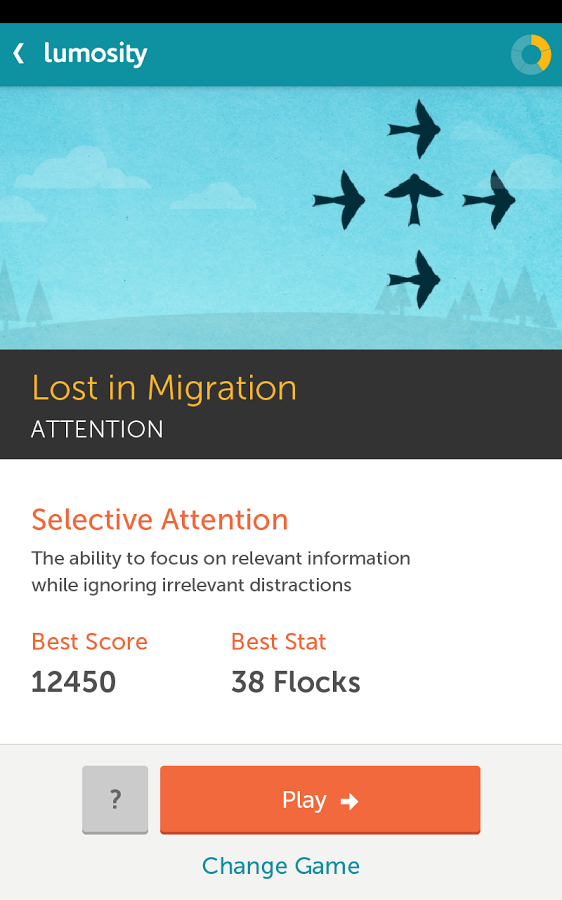 lumosity
Lost in Migration
ATTENTION
Selective Attention
The ability to focus on relevant information
while ignoring irrelevant distractions
Best Score
Best Stat
12450
38 Flocks
?
Play
Change Game